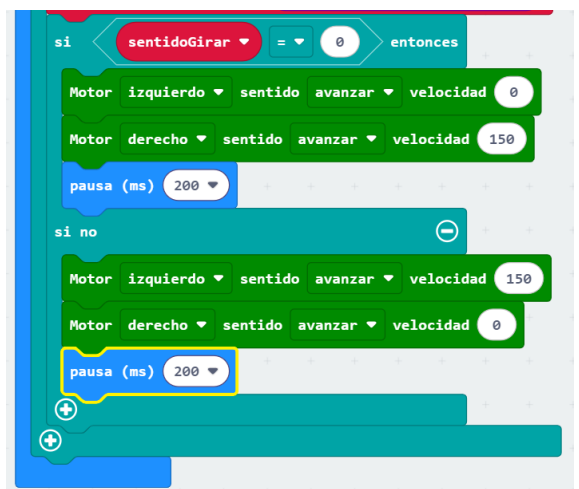 si sentidoGirar = 0 entonces
Motor izquierdo sentido avanzar velocidad 0
Motor derecho sentido avanzar velocidad 150
pausa (ms) 200
si no
Motor izquierdo sentido avanzar velocidad 150
Motor derecho sentido avanzar velocidad 0
pausa (ms) 200